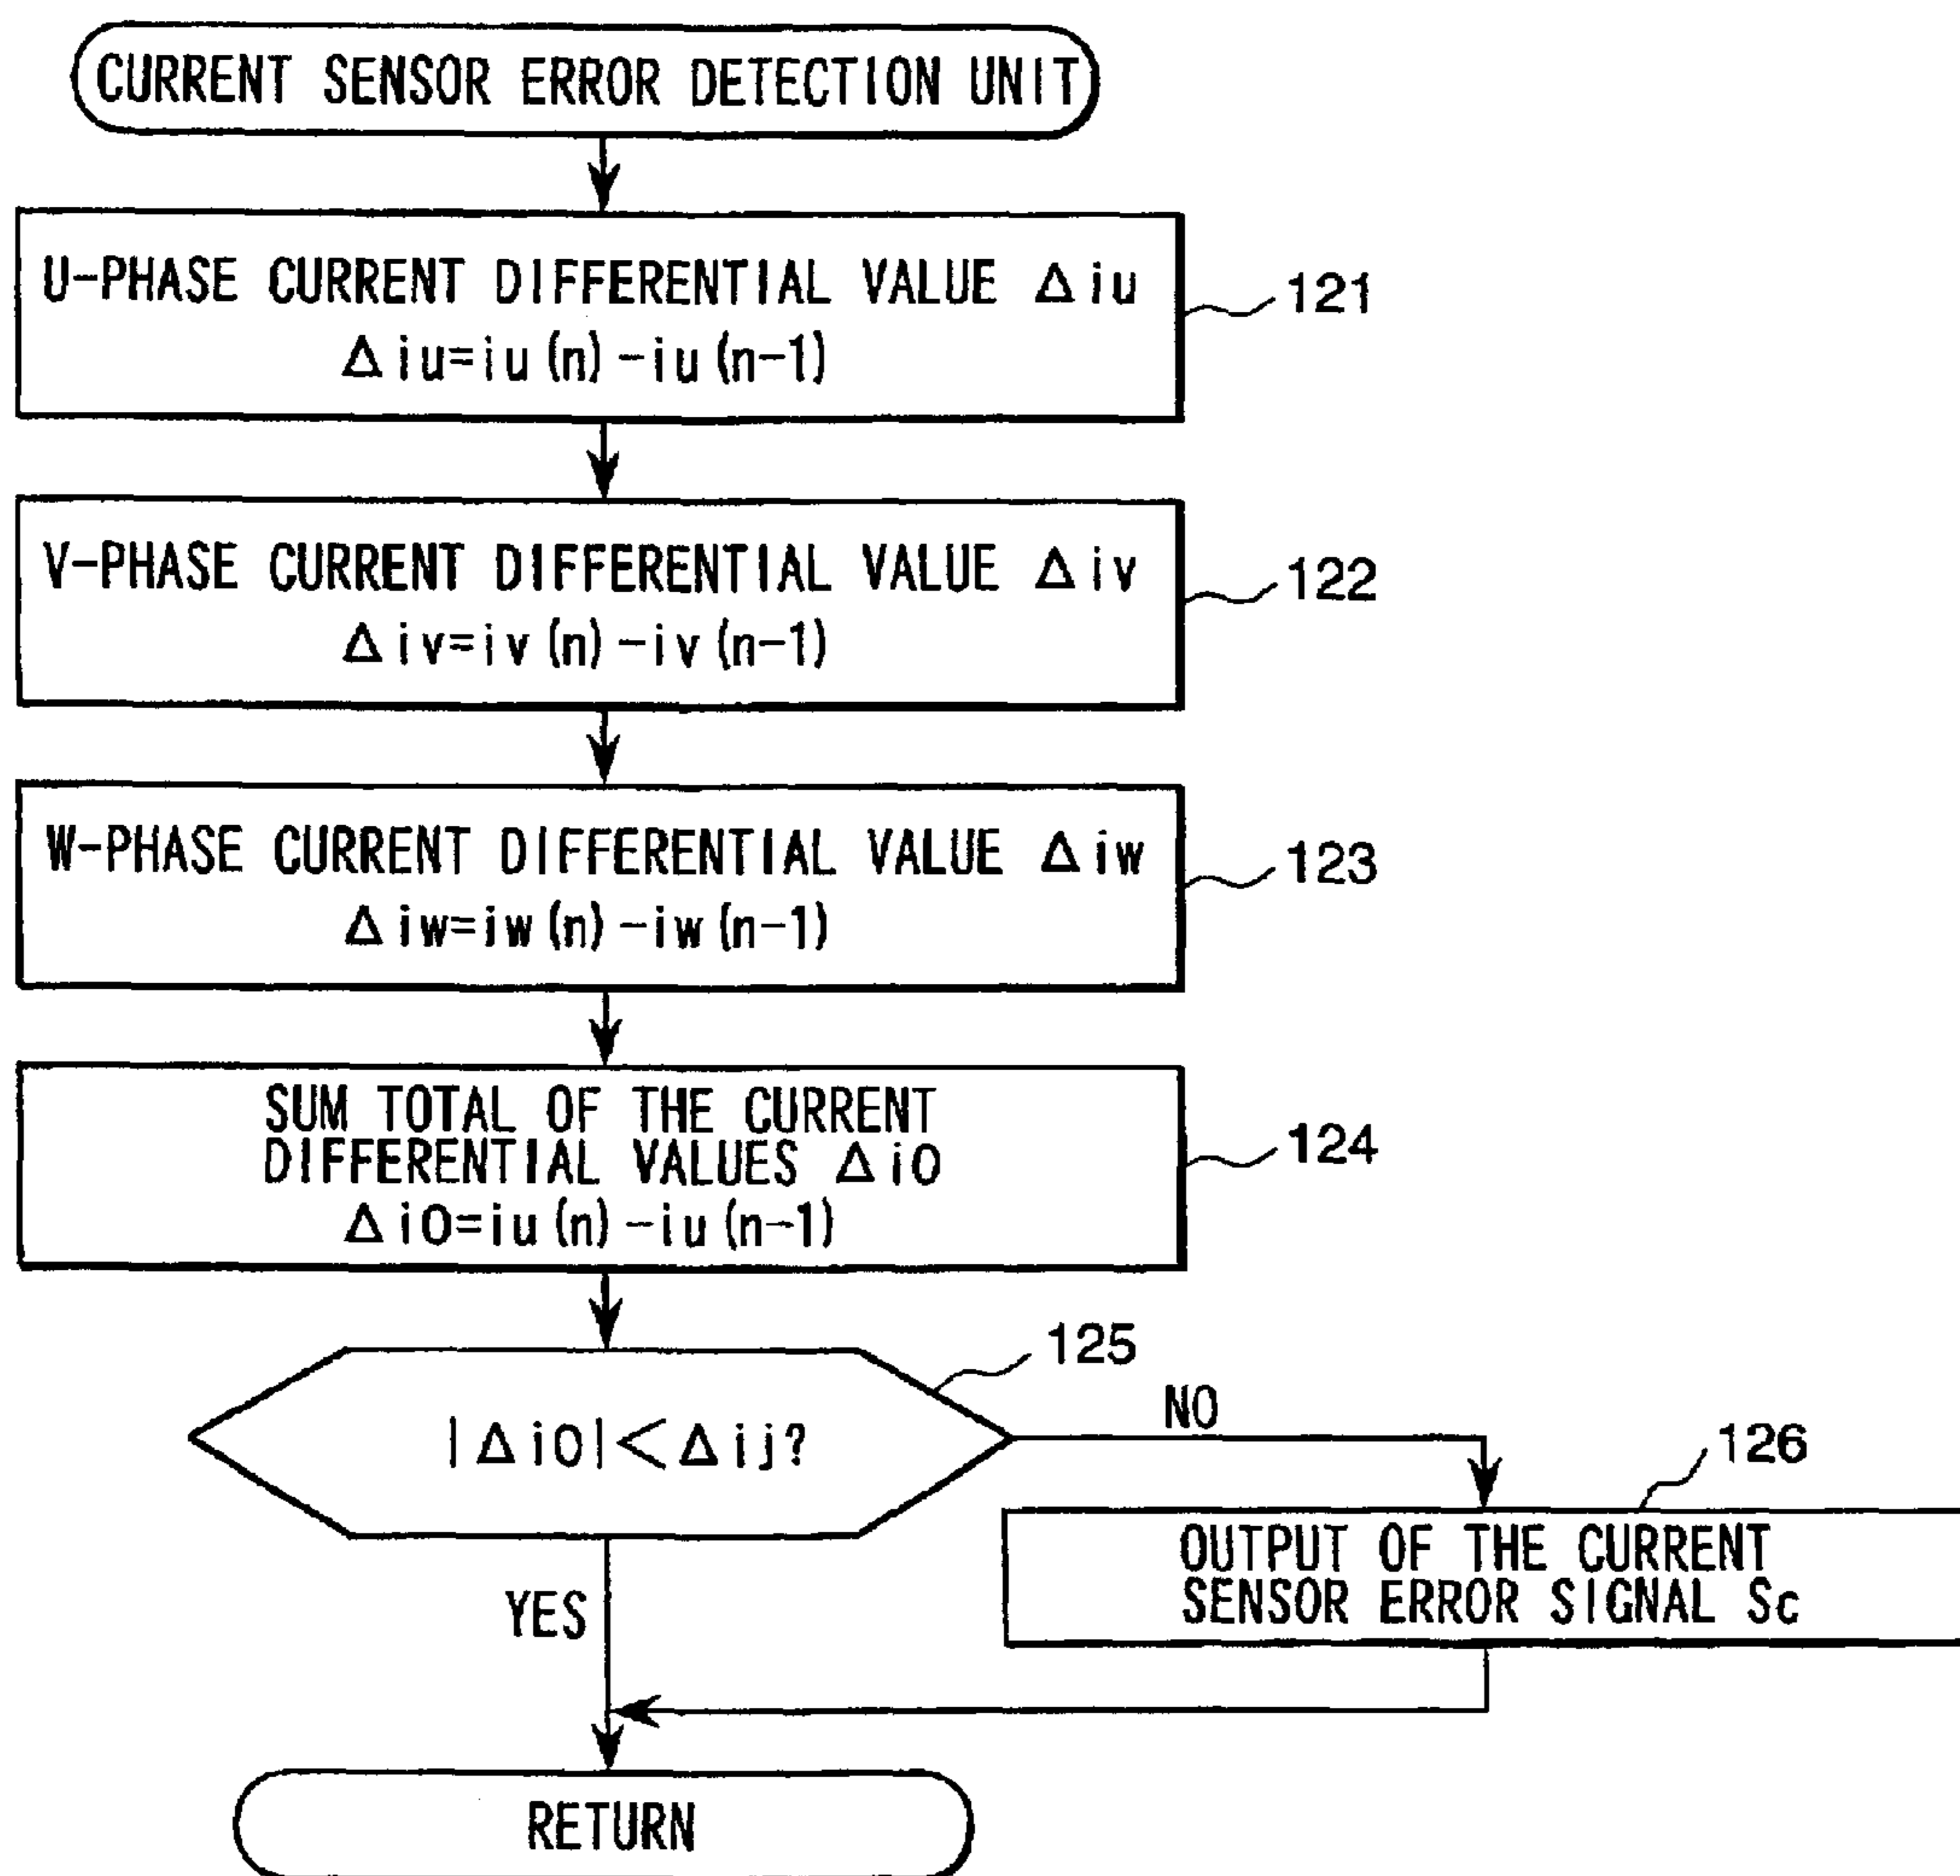 CURRENT SENSOR ERROR DETECTION UNIT
U-PHASE CURRENT DIFFERENTIAL VALUE Δiu
Δiu=iu(n)-iu(n-1)
121
V-PHASE CURRENT DIFFERENTIAL VALUE Δiv
Δiv=iv(n)-iv(n-1)
122
W-PHASE CURRENT DIFFERENTIAL VALUE Δiw
Δiw=iw(n)-iw(n-1)
123
SUM TOTAL OF THE CURRENT
DIFFERENTIAL VALUES Δi0
Δi0=iu(n)-iu(n-1)
124
|Δi0|<Δij?
125
NO
126
OUTPUT OF THE CURRENT
SENSOR ERROR SIGNAL Sc
YES
RETURN